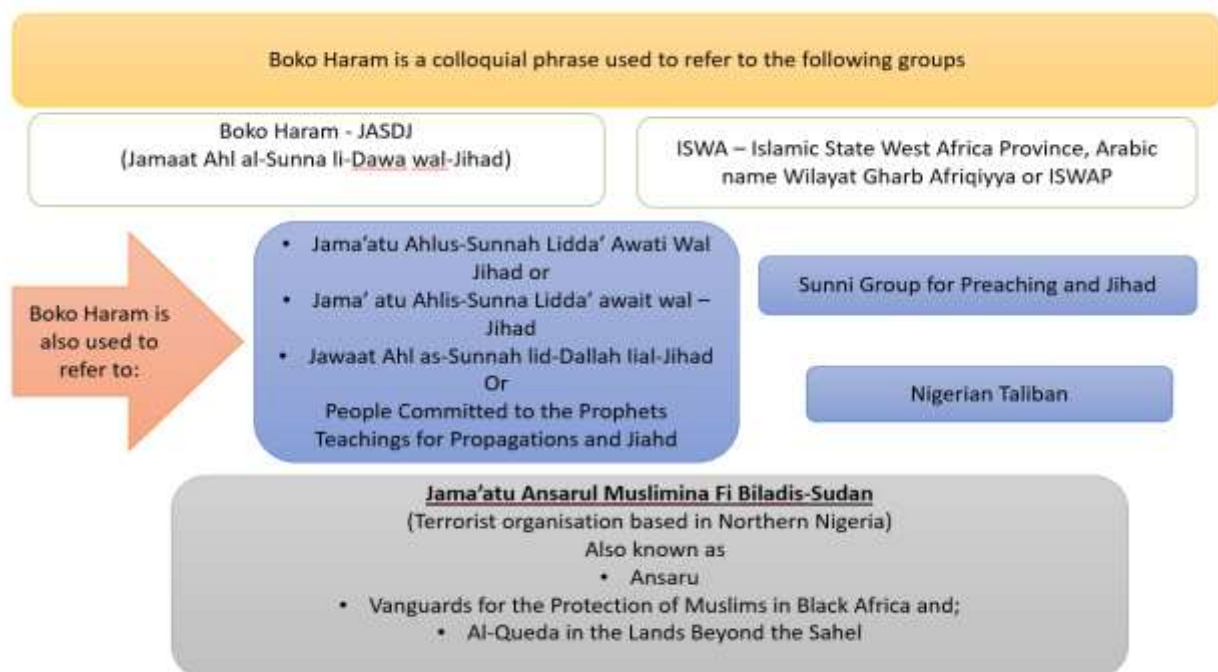 Boko Haram is a colloquial phrase used to refer to the following groups
Boko Haram - JASDJ
(Jamaat Ahl al-Sunna li-Dawa wal-Jihad)
ISWA – Islamic State West Africa Province, Arabic
name Wilayat Gharb Afriqiyya or ISWAP
Boko Haram is
also used to
refer to:
• Jama'atu Ahlus-Sunnah Lidda' Awati Wal
Jihad or
• Jama' atu Ahlis-Sunna Lidda' await wal –
Jihad
• Jawaat Ahl as-Sunnah lid-Dallah Iial-Jihad
Or
People Committed to the Prophets
Teachings for Propagations and Jiahd
Sunni Group for Preaching and Jihad
Nigerian Taliban
Jama'atu Ansarul Muslimina Fi Biladis-Sudan
(Terrorist organisation based in Northern Nigeria)
Also known as
• Ansaru
• Vanguards for the Protection of Muslims in Black Africa and;
• Al-Queda in the Lands Beyond the Sahel